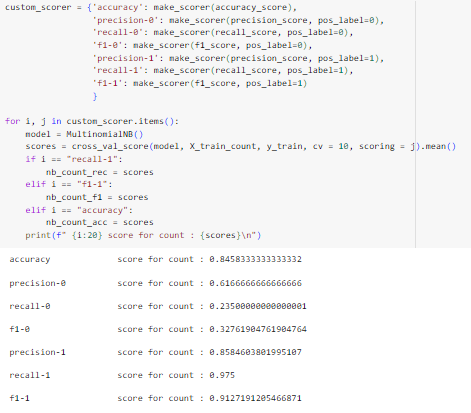 custom_scorer = {'accuracy': make_scorer(accuracy_score),
                 'precision-0': make_scorer(precision_score, pos_label=0),
                 'recall-0': make_scorer(recall_score, pos_label=0),
                 'f1-0': make_scorer(f1_score, pos_label=0),
                 'precision-1': make_scorer(precision_score, pos_label=1),
                 'recall-1': make_scorer(recall_score, pos_label=1),
                 'f1-1': make_scorer(f1_score, pos_label=1)
                 }
for i, j in custom_scorer.items():
    model = MultinomialNB()
    scores = cross_val_score(model, X_train_count, y_train, cv = 10, scoring = j).mean()
    if i == "recall-1":
        nb_count_rec = scores
    elif i == "f1-1":
        nb_count_f1 = scores
    elif i == "accuracy":
        nb_count_acc = scores
    print(f" {i:20} score for count : {scores}\n")
accuracy             score for count : 0.8458333333333332
precision-0          score for count : 0.6166666666666666
recall-0             score for count : 0.23500000000000001
f1-0                 score for count : 0.32761904761904764
precision-1          score for count : 0.8584603801995107
recall-1             score for count : 0.975
f1-1                 score for count : 0.9127191205466871